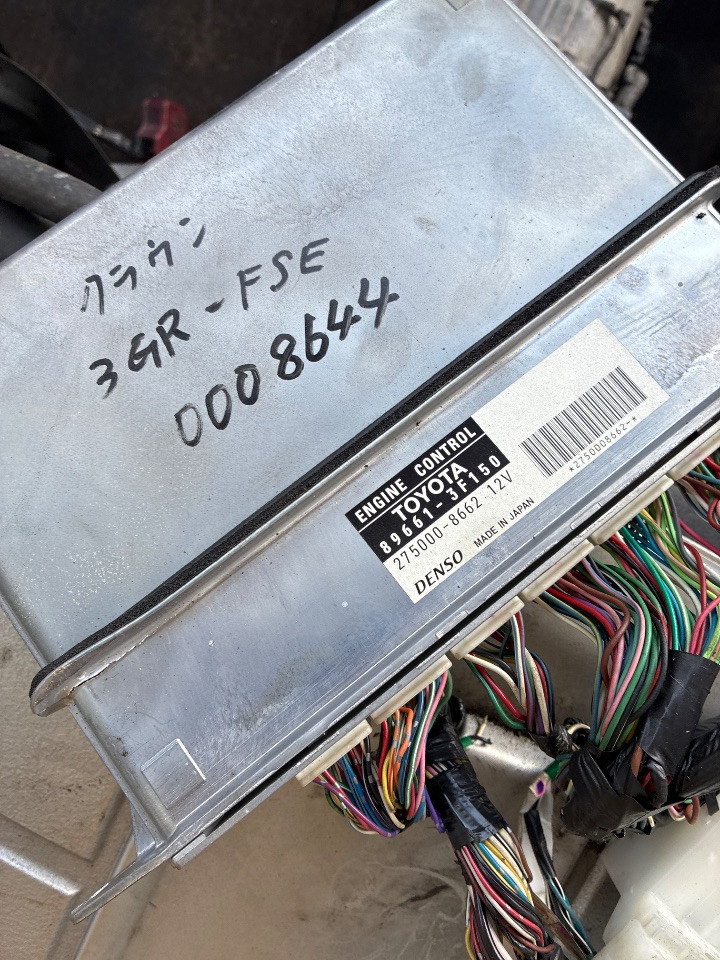 クラウン
3GR-FSE
0008644
ENGINE CONTROL
TOYOTA
89661-3F150
275000-8662 12V
DENSO MADE IN JAPAN
*2750008662-*